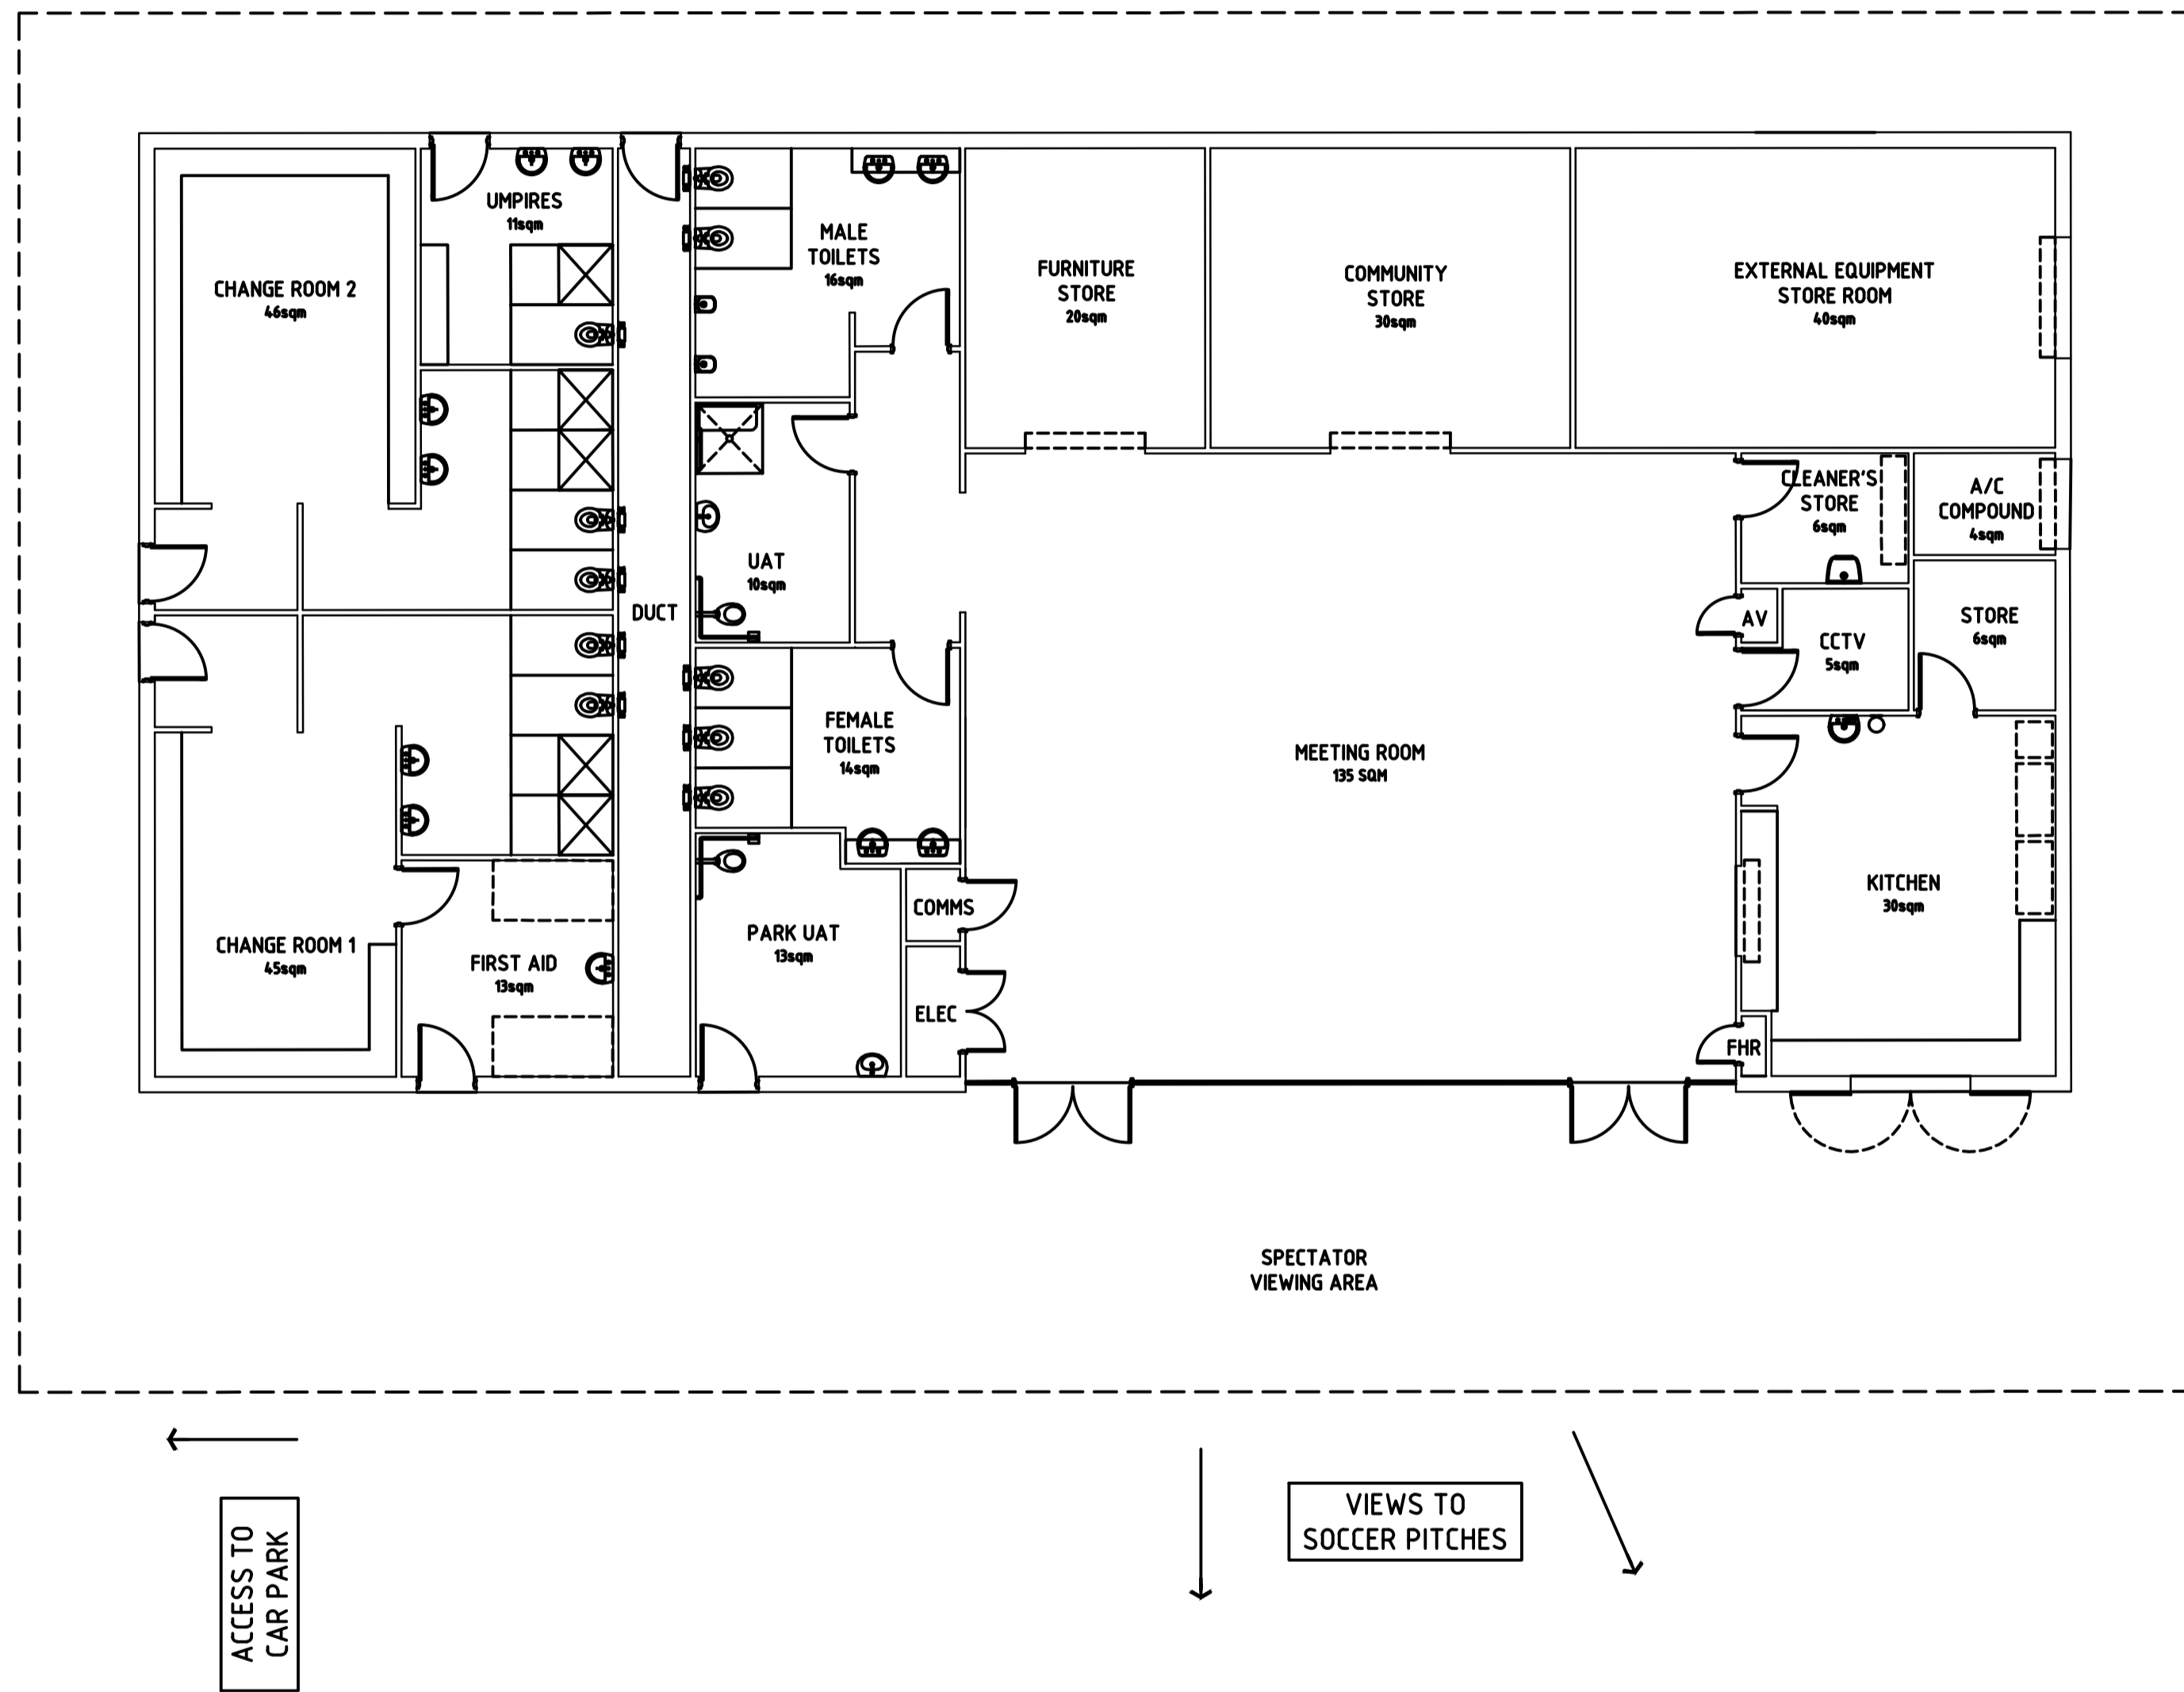 UMPIRES
11sqm
MALE
TOILETS
16sqm
CHANGE ROOM 2
46sqm
FURNITURE
STORE
20sqm
COMMUNITY
STORE
30sqm
EXTERNAL EQUIPMENT
STORE ROOM
40sqm
CLEANER'S
STORE
6sqm
A/C
COMPOUND
4sqm
UAT
10sqm
DUCT
AV
CCTV
5sqm
STORE
6sqm
FEMALE
TOILETS
14sqm
MEETING ROOM
135 SQM
KITCHEN
30sqm
COMMS
PARK UAT
13sqm
CHANGE ROOM 1
45sqm
FIRST AID
13sqm
ELEC
FHR
SPECTATOR
VIEWING AREA
VIEWS TO
SOCCER PITCHES
ACCESS TO
CAR PARK